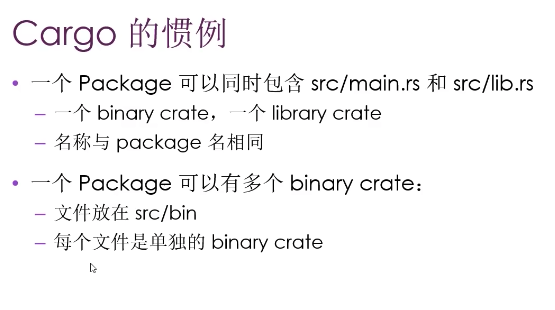 Cargo 的惯例
• 一个 Package 可以同时包含 src/main.rs 和 src/lib.rs
– 一个 binary crate，一个 library crate
– 名称与 package 名相同
• 一个 Package 可以有多个 binary crate：
– 文件放在 src/bin
– 每个文件是单独的 binary crate